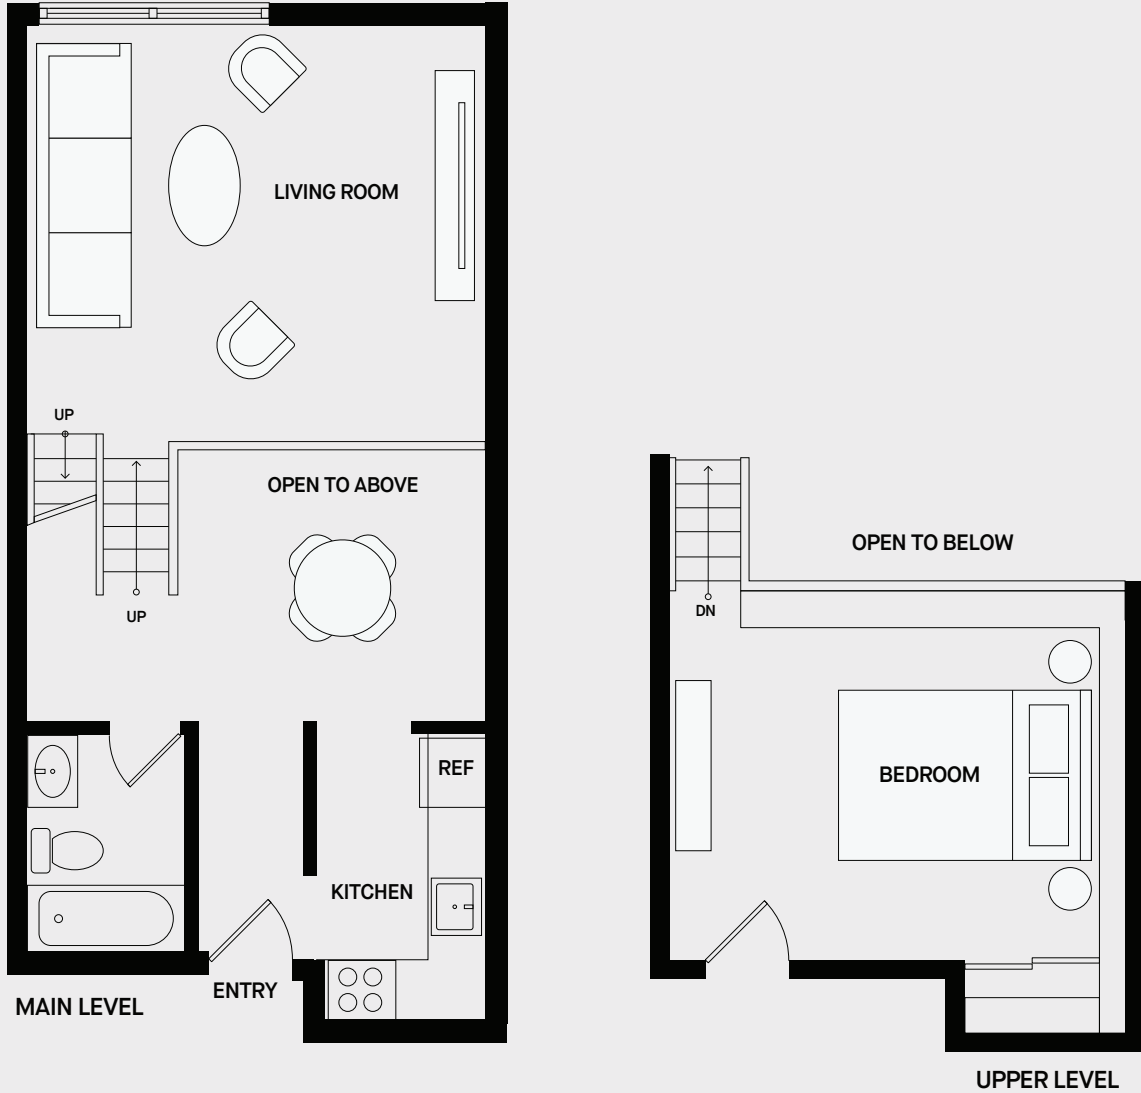 LIVING ROOM
UP
OPEN TO ABOVE
UP
REF
KITCHEN
ENTRY
MAIN LEVEL
OPEN TO BELOW
DN
BEDROOM
UPPER LEVEL